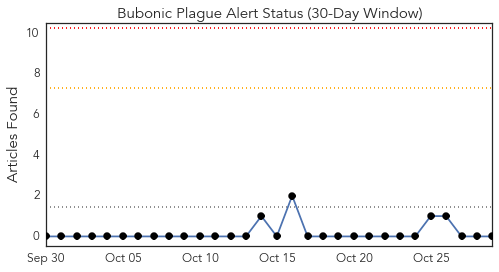 Bubonic Plague Alert Status (30-Day Window)
Articles Found
10
8
6
4
2
0
Sep 30 Oct 05 Oct 10 Oct 15 Oct 20 Oct 25